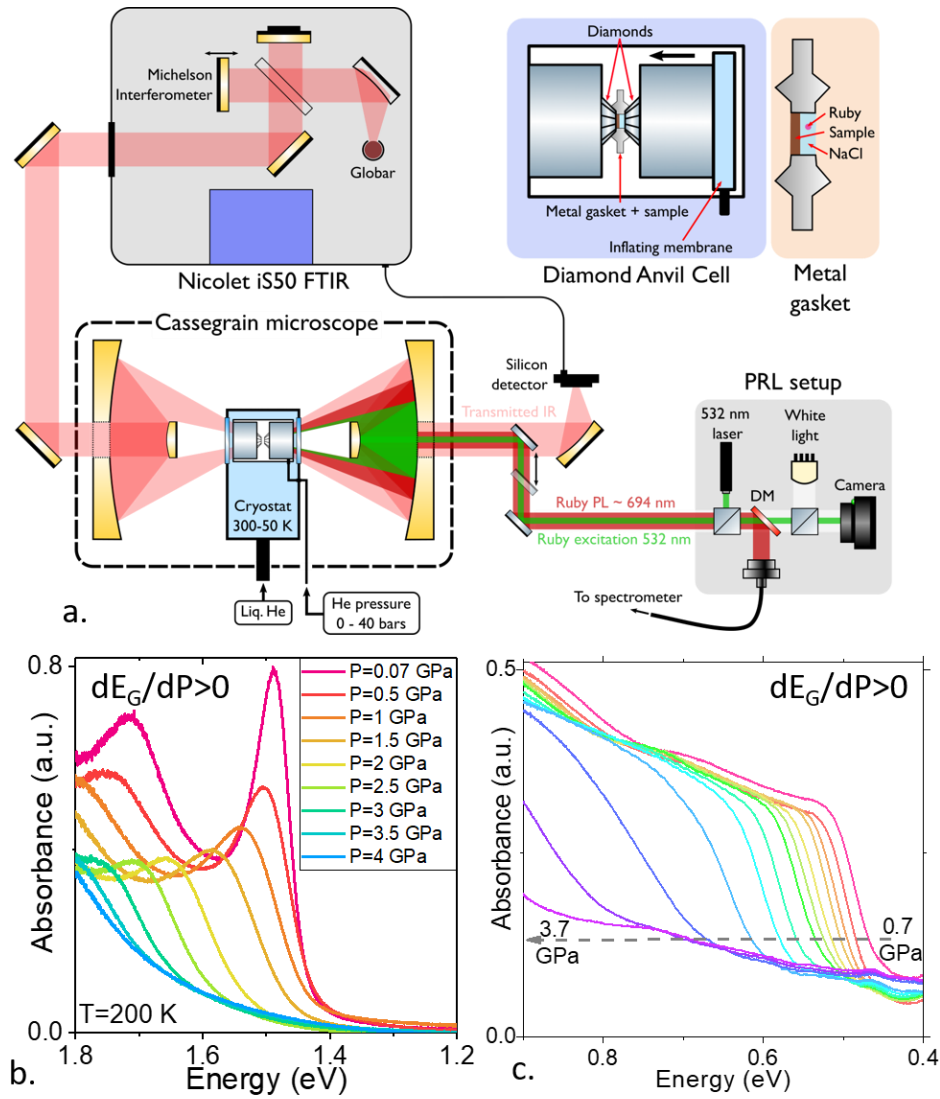 Michelson
Interferometer
Globar
Nicolet iS50 FTIR
Diamonds
Metal gasket + sample
Inflating membrane
Diamond Anvil Cell
Ruby
Sample
NaCl
Metal
gasket
Cassegrain microscope
Cryostat
300-50 K
Liq. He
He pressure
0 - 40 bars
Silicon
detector
Transmitted IR
Ruby PL ~ 694 nm
Ruby excitation 532 nm
PRL setup
532 nm
laser
White
light
DM
Camera
To spectrometer
a.
0.8
dE_G/dP>0
P=0.07 GPa
P=0.5 GPa
P=1 GPa
P=1.5 GPa
P=2 GPa
P=2.5 GPa
P=3 GPa
P=3.5 GPa
P=4 GPa
Absorbance (a.u.)
T=200 K
0.0
1.8
1.6
1.4
1.2
Energy (eV)
b.
0.5
dE_G/dP>0
Absorbance (a.u.)
3.7
GPa
0.7
GPa
0.0
0.8
0.6
0.4
Energy (eV)
c.